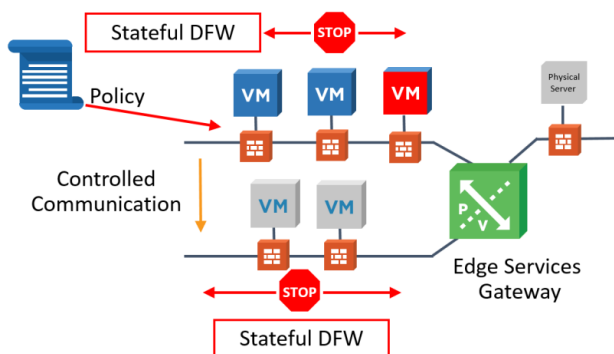 Stateful DFW
STOP
Physical
Server
VM
VM
VM
Policy
Controlled
Communication
VM
VM
P
V
Edge Services
Gateway
STOP
Stateful DFW